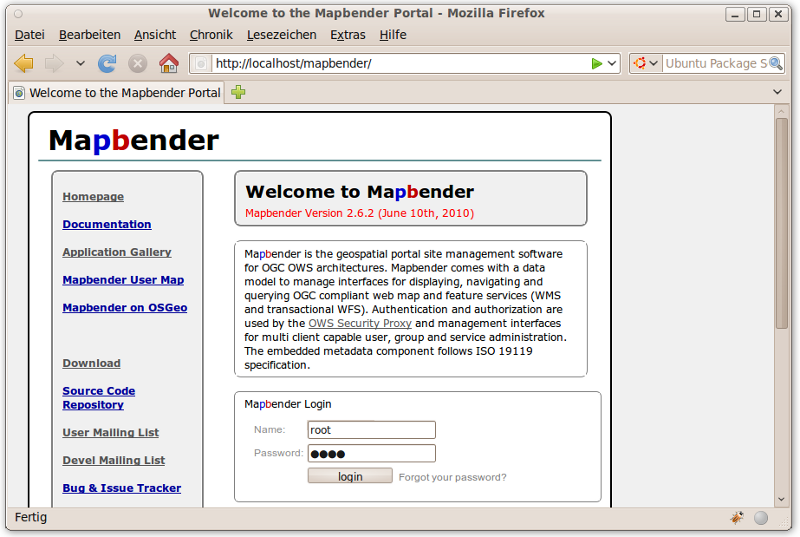 Welcome to the Mapbender Portal - Mozilla Firefox
Datei Bearbeiten Ansicht Chronik Lesezeichen Extras Hilfe
http://localhost/mapbender/
Ubuntu Package S
Welcome to the Mapbender Portal
Mapbender
Homepage
Documentation
Application Gallery
Mapbender User Map
Mapbender on OSGeo
Download
Source Code
Repository
User Mailing List
Devel Mailing List
Bug & Issue Tracker
Welcome to Mapbender
Mapbender Version 2.6.2 (June 10th, 2010)
Mapbender is the geospatial portal site management software
for OGC OWS architectures. Mapbender comes with a data
model to manage interfaces for displaying, navigating and
querying OGC compliant web map and feature services (WMS
and transactional WFS). Authentication and authorization are
used by the OWS Security Proxy and management interfaces
for multi client capable user, group and service administration.
The embedded metadata component follows ISO 19119
specification.
Mapbender Login
Name: root
Password: ●●●●
login Forgot your password?
Fertig